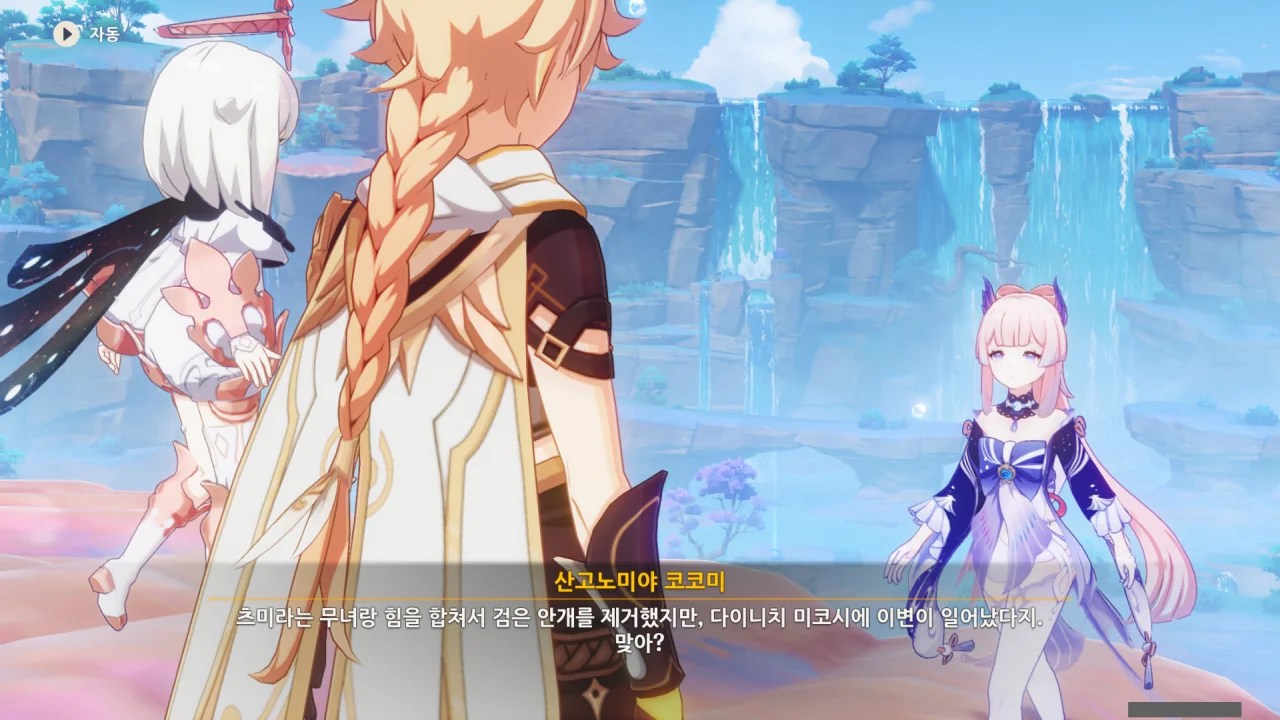 자동
산고노미야 코코미
츠미라는 무녀랑 힘을 합쳐서 검은 안개를 제거했지만, 다이니치 미코시에 이변이 일어났다지.
맞아?